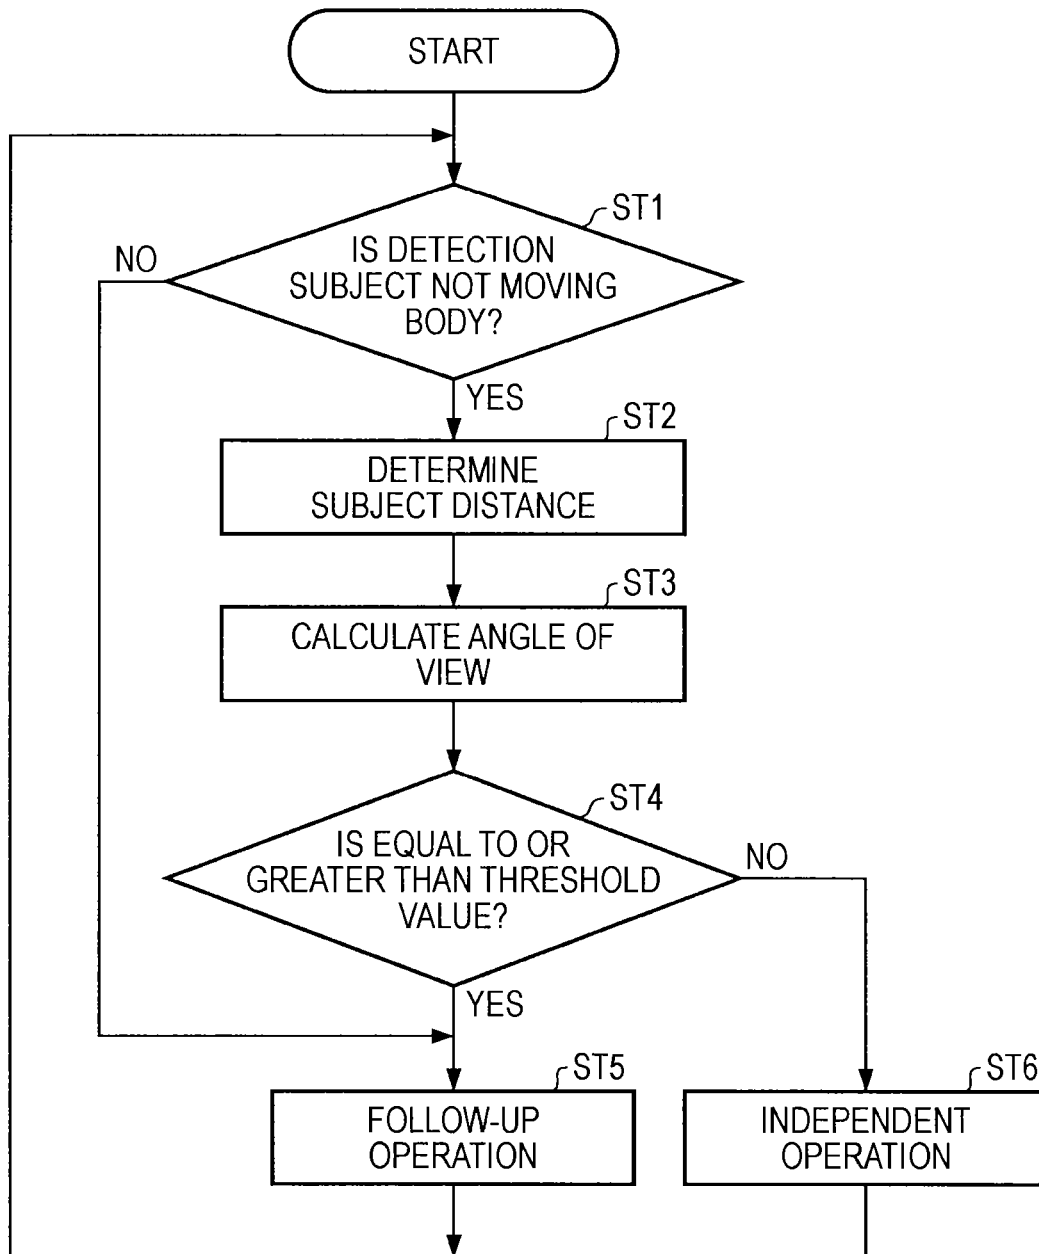 START
ST1
NO
IS DETECTION
SUBJECT NOT MOVING
BODY?
YES
ST2
DETERMINE
SUBJECT DISTANCE
ST3
CALCULATE ANGLE OF
VIEW
ST4
IS EQUAL TO OR
GREATER THAN THRESHOLD
VALUE?
NO
YES
ST5
ST6
FOLLOW-UP
OPERATION
INDEPENDENT
OPERATION